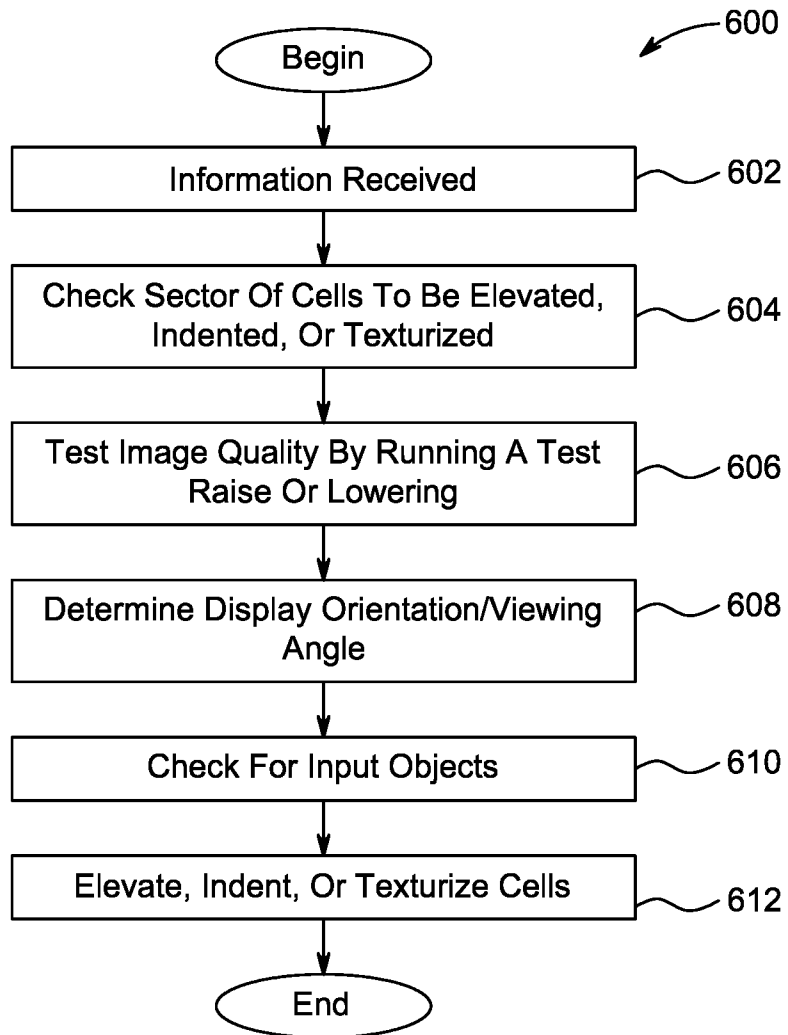 600
Begin
Information Received
602
Check Sector Of Cells To Be Elevated,
Indented, Or Texturized
604
Test Image Quality By Running A Test
Raise Or Lowering
606
Determine Display Orientation/Viewing
Angle
608
Check For Input Objects
610
Elevate, Indent, Or Texturize Cells
612
End